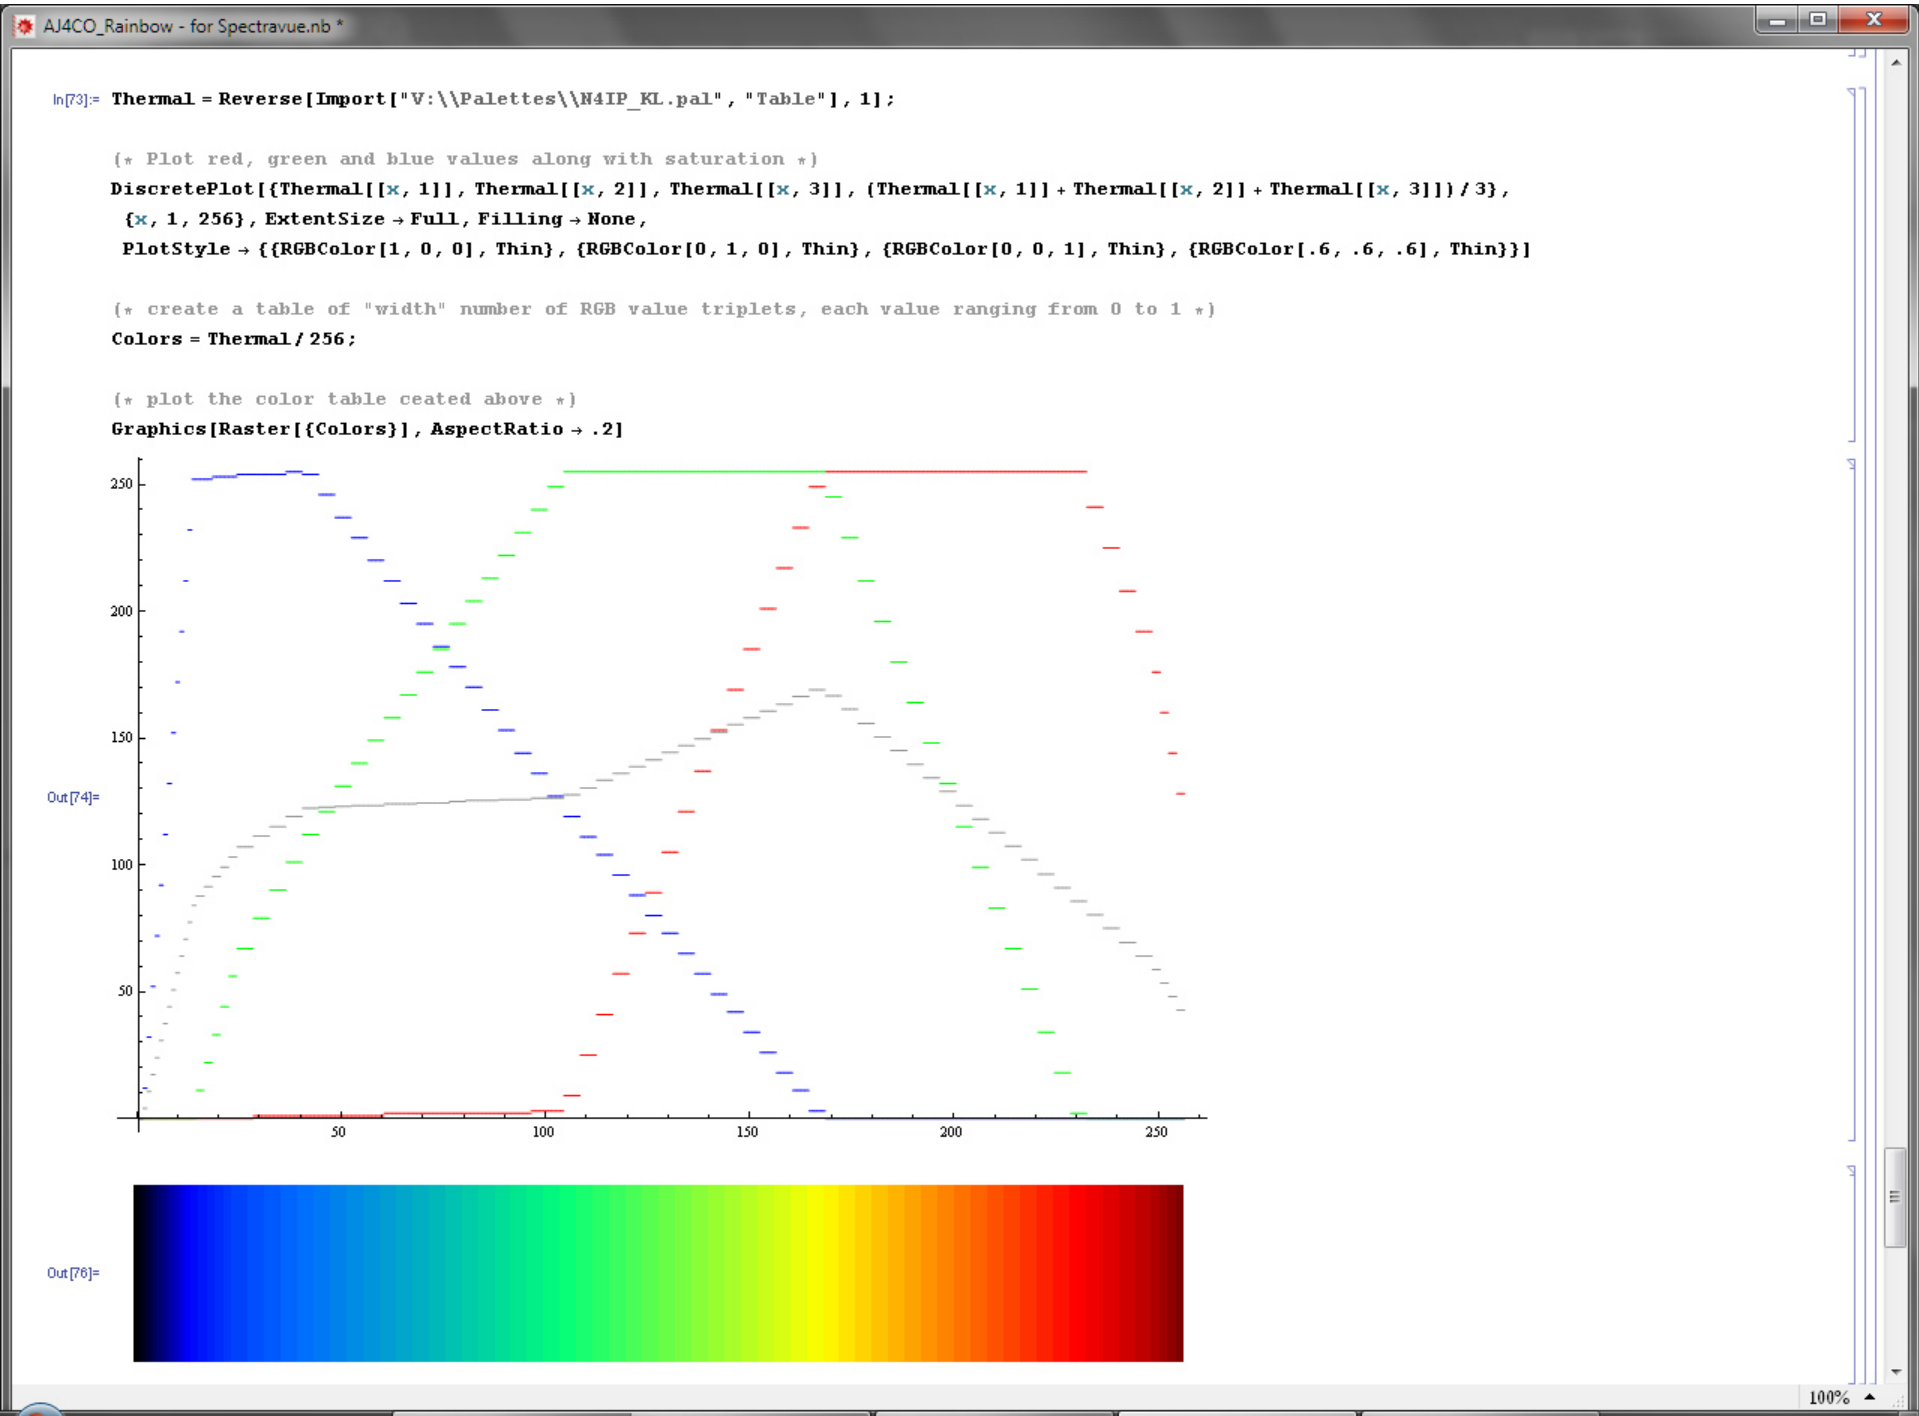 AJ4CO_Rainbow - for Spectravue.nb *
In[73]:= Thermal = Reverse[Import["V:\\Palettes\\N4IP_KL.pal", "Table"], 1];
(* Plot red, green and blue values along with saturation *)
DiscretePlot[{Thermal[[x, 1]], Thermal[[x, 2]], Thermal[[x, 3]], (Thermal[[x, 1]] + Thermal[[x, 2]] + Thermal[[x, 3]]) / 3},
{x, 1, 256}, ExtentSize → Full, Filling → None,
PlotStyle → {{RGBColor[1, 0, 0], Thin}, {RGBColor[0, 1, 0], Thin}, {RGBColor[0, 0, 1], Thin}, {RGBColor[.6, .6, .6], Thin}}]
(* create a table of "width" number of RGB value triplets, each value ranging from 0 to 1 *)
Colors = Thermal / 256;
(* plot the color table ceated above *)
Graphics[Raster[{Colors}], AspectRatio → .2]
250
200
150
Out[74]=
100
50
50 100 150 200 250
Out[76]=
100%